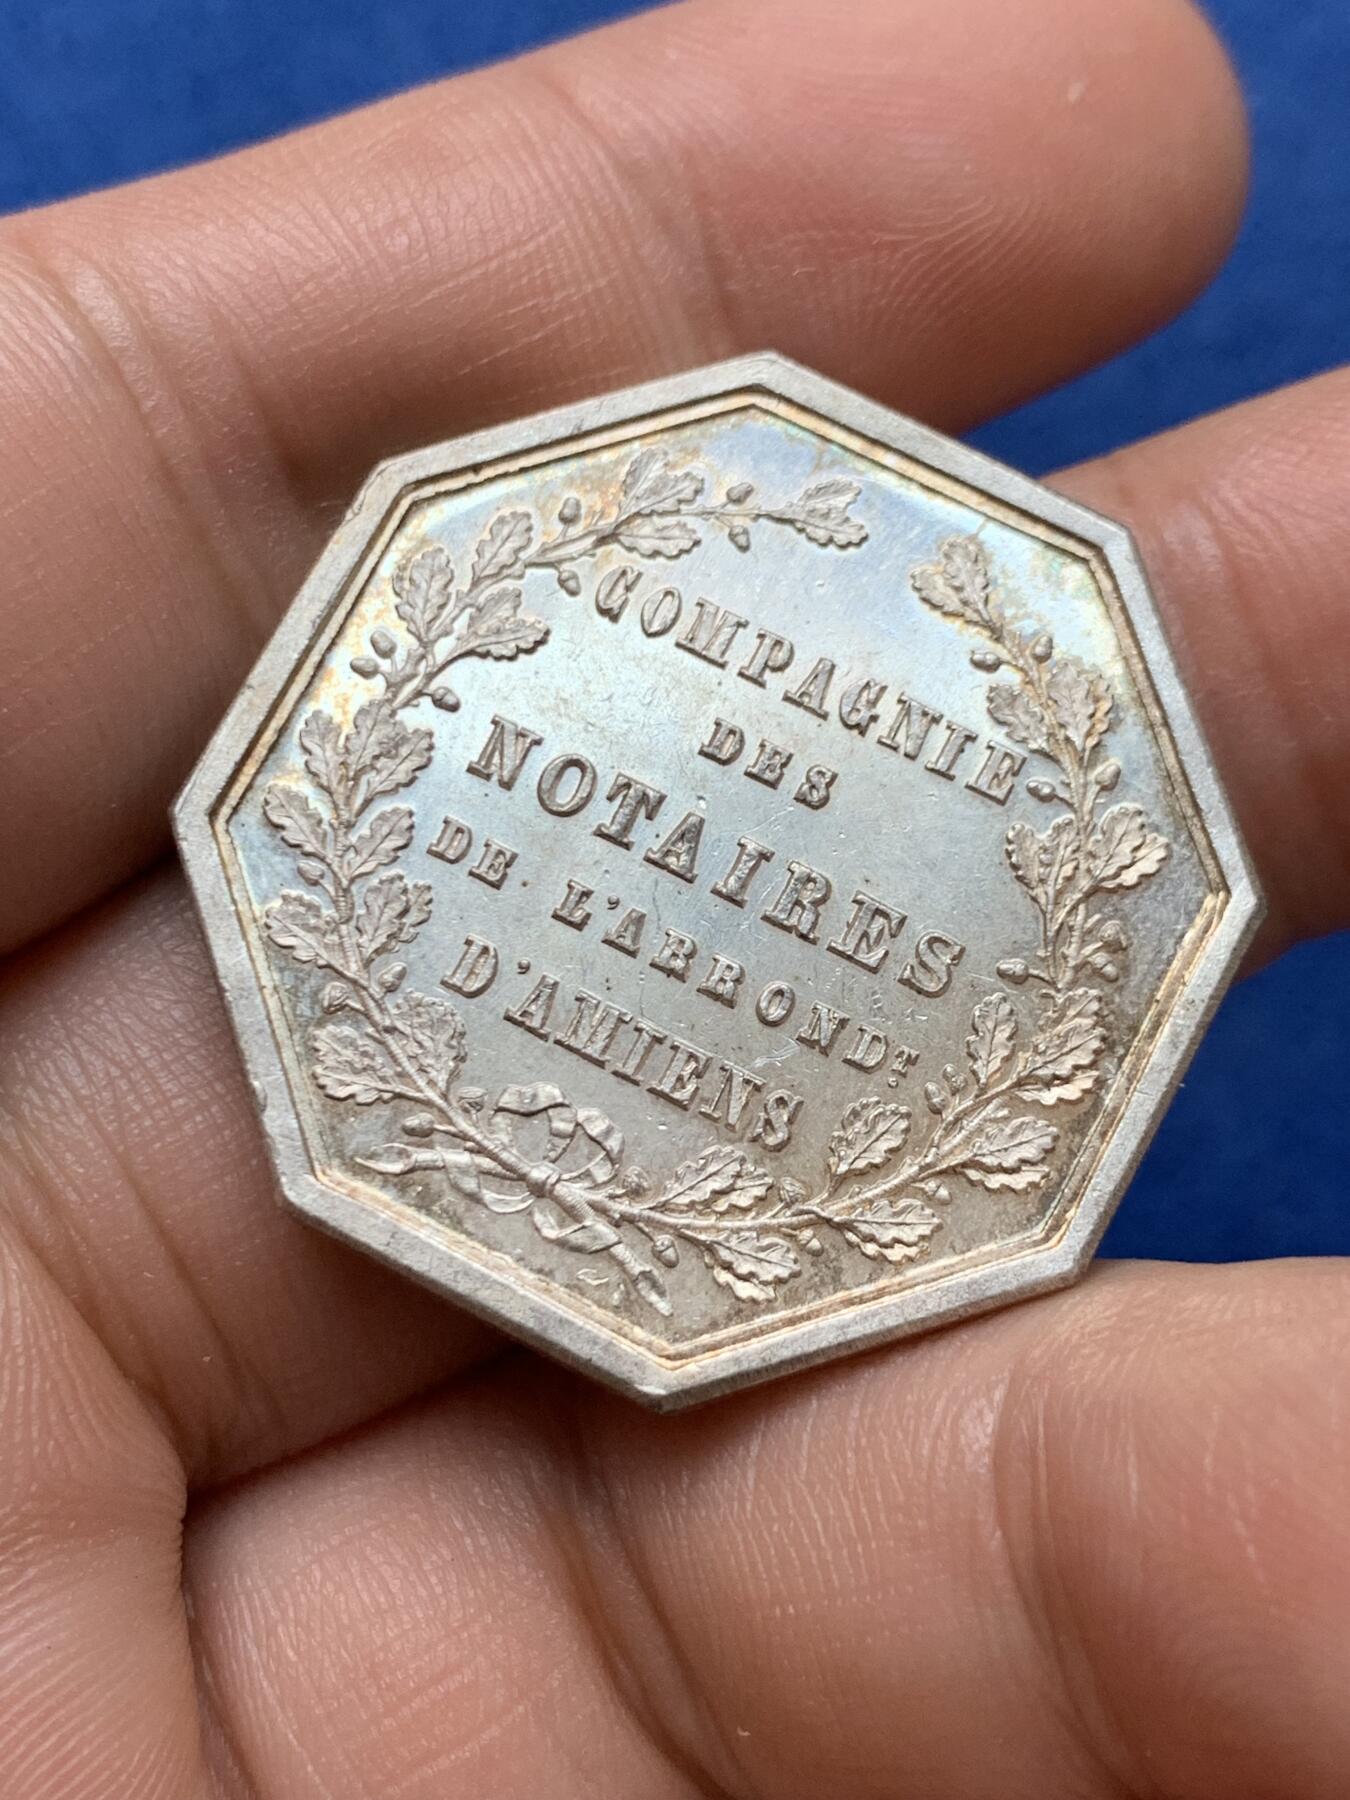 COMPAGNIE
DES
NOTAIRES
DE L'ARRONDT.
D'AMIENS